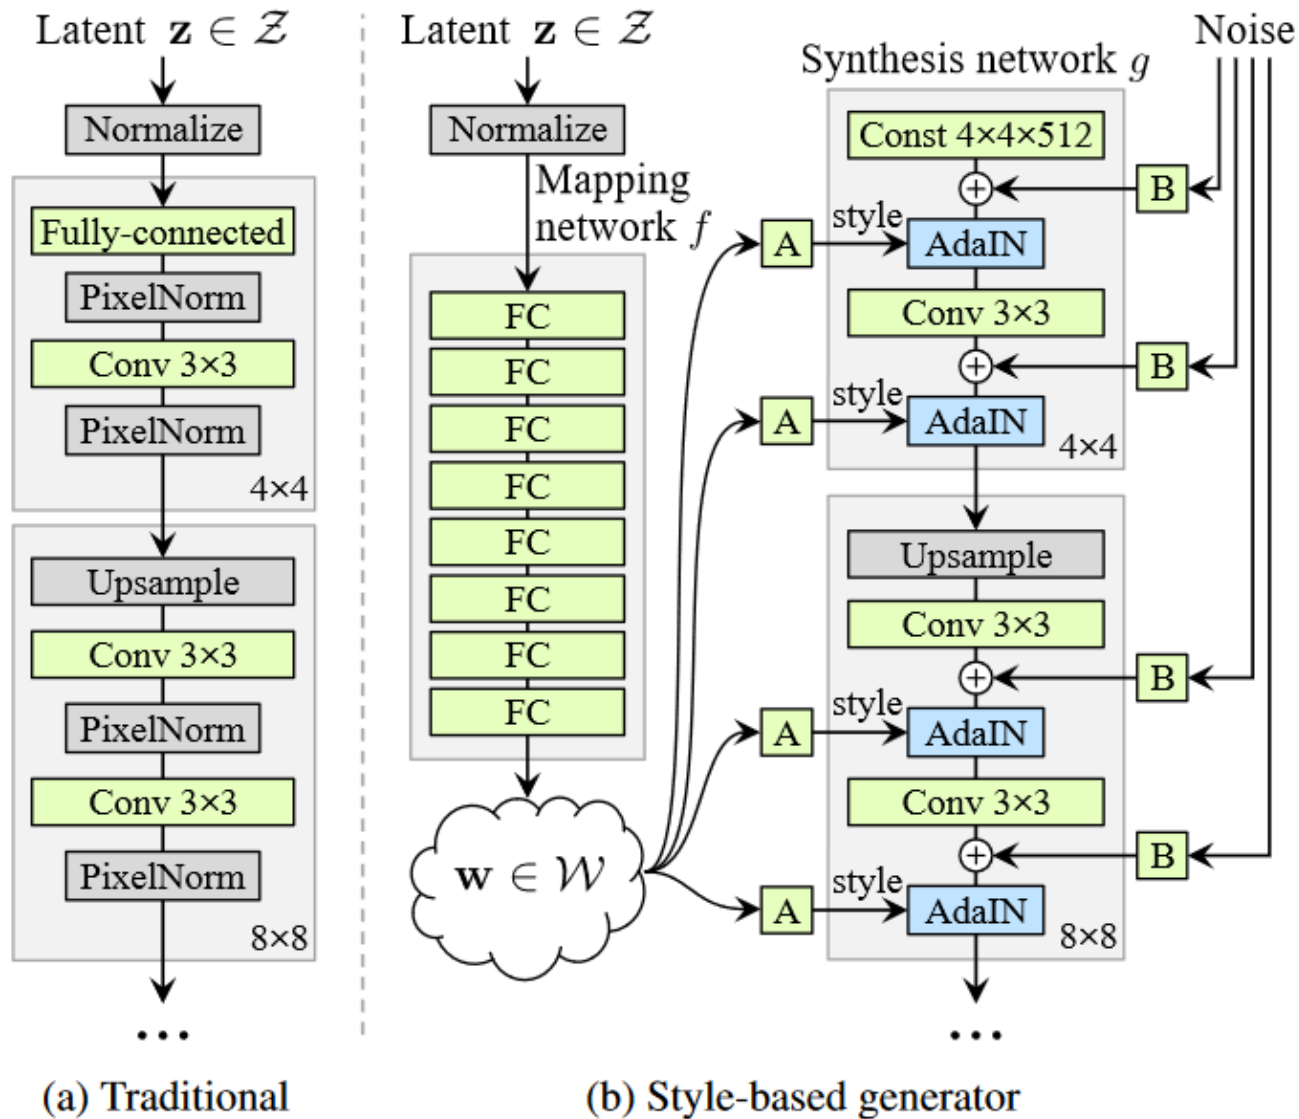 Latent z ∈ 𝒵
Normalize
Fully-connected
PixelNorm
Conv 3×3
PixelNorm
4×4
Upsample
Conv 3×3
PixelNorm
Conv 3×3
PixelNorm
8×8
...
(a) Traditional
Latent z ∈ 𝒵
Normalize
Mapping
network f
FC
FC
FC
FC
FC
FC
FC
FC
w ∈ 𝒲
A
style
A
style
A
style
A
style
Synthesis network g
Noise
Const 4×4×512
+
B
AdaIN
Conv 3×3
+
B
AdaIN
4×4
Upsample
Conv 3×3
+
B
AdaIN
Conv 3×3
+
B
AdaIN
8×8
...
(b) Style-based generator